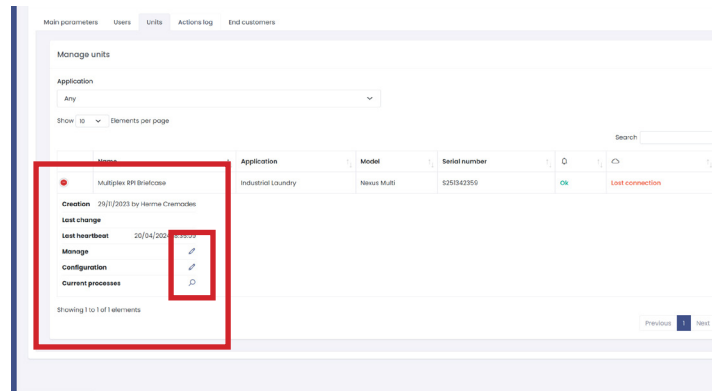 Main parameters Users Units Actions log End customers
Manage units
Application
Any
Show 10 Elements per page
Search
Name Application Model Serial number
Multiplex RPI Briefcase Industrial Laundry Nexus Multi S251342359 Ok Lost connection
Creation 29/11/2023 by Herme Cremades
Last change
Last heartbeat 20/04/2024
Manage
Configuration
Current processes
Showing 1 to 1 of 1 elements
Previous 1 Next